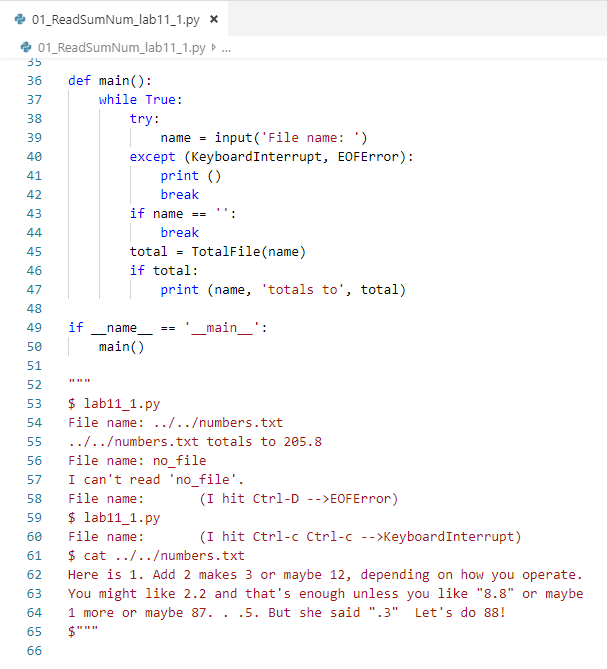 01_ReadSumNum_lab11_1.py ×
01_ReadSumNum_lab11_1.py > ...
35
36 def main():
37     while True:
38         try:
39             name = input('File name: ')
40         except (KeyboardInterrupt, EOFError):
41             print ()
42             break
43         if name == '':
44             break
45         total = TotalFile(name)
46         if total:
47             print (name, 'totals to', total)
48
49 if __name__ == '__main__':
50     main()
51
52 """
53 $ lab11_1.py
54 File name: ../../numbers.txt
55 ../../numbers.txt totals to 205.8
56 File name: no_file
57 I can't read 'no_file'.
58 File name:       (I hit Ctrl-D -->EOFError)
59 $ lab11_1.py
60 File name:       (I hit Ctrl-c Ctrl-c -->KeyboardInterrupt)
61 $ cat ../../numbers.txt
62 Here is 1. Add 2 makes 3 or maybe 12, depending on how you operate.
63 You might like 2.2 and that's enough unless you like "8.8" or maybe
64 1 more or maybe 87. . .5. But she said ".3"  Let's do 88!
65 $"""
66